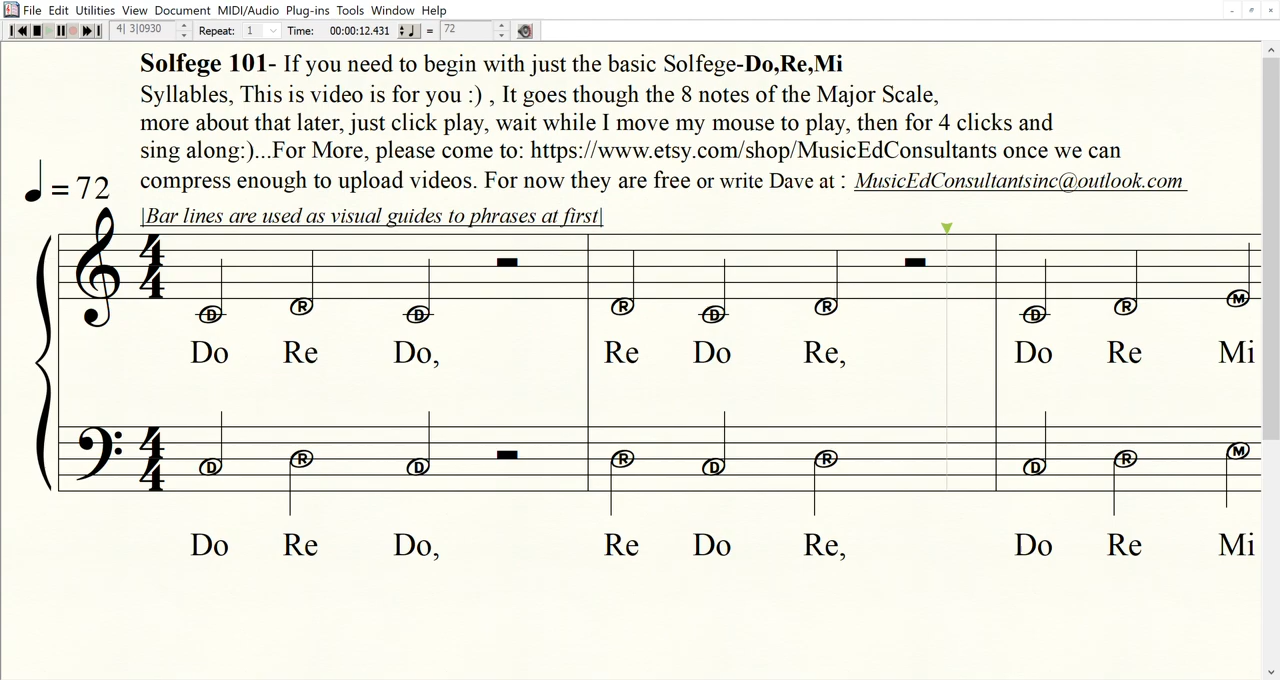 File Edit Utilities View Document MIDI/Audio Plug-ins Tools Window Help
4| 3|0930 Repeat: 1 Time: 00:00:12.431 = 72
Solfege 101- If you need to begin with just the basic Solfege-Do,Re,Mi
Syllables, This is video is for you :) , It goes though the 8 notes of the Major Scale,
more about that later, just click play, wait while I move my mouse to play, then for 4 clicks and
sing along:)...For More, please come to: https://www.etsy.com/shop/MusicEdConsultants once we can
compress enough to upload videos. For now they are free or write Dave at : MusicEdConsultantsinc@outlook.com
= 72
|Bar lines are used as visual guides to phrases at first|
4 4
D R D R D R D R M
Do Re Do, Re Do Re, Do Re Mi
4 4
D R D R D R D R M
Do Re Do, Re Do Re, Do Re Mi